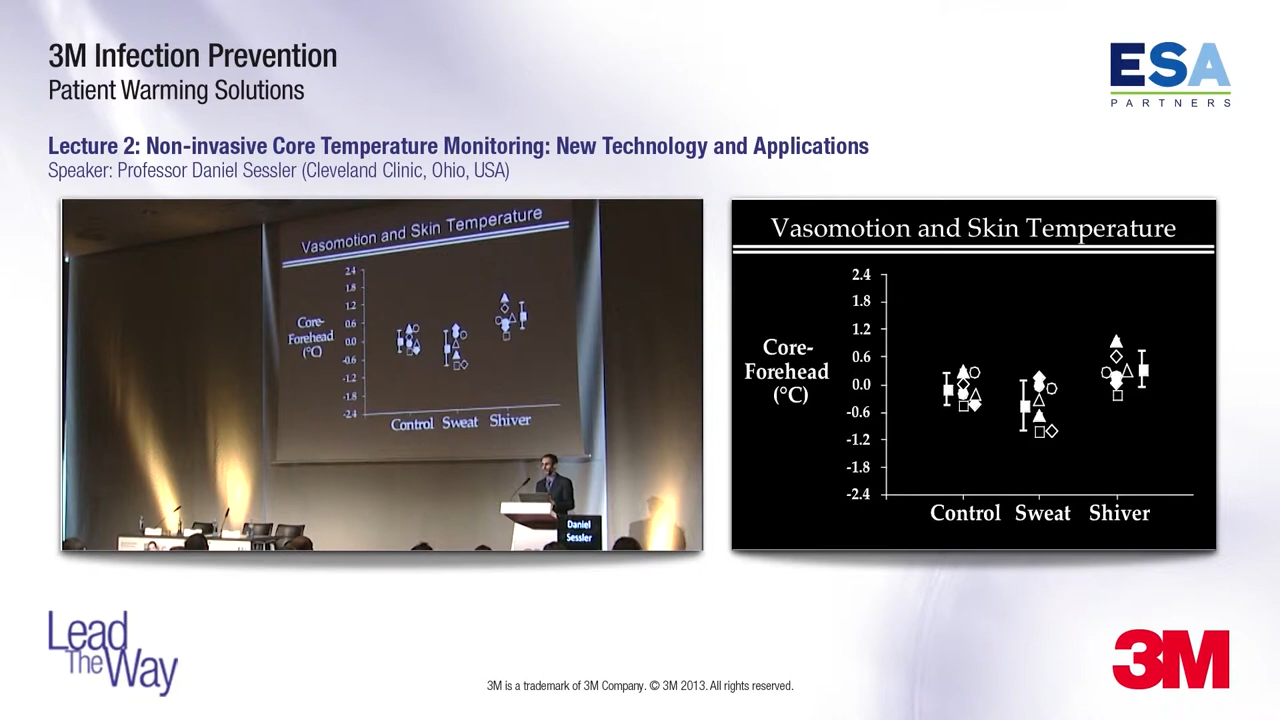 3M Infection Prevention
Patient Warming Solutions
ESA
PARTNERS
Lecture 2: Non-invasive Core Temperature Monitoring: New Technology and Applications
Speaker: Professor Daniel Sessler (Cleveland Clinic, Ohio, USA)
Vasomotion and Skin Temperature
2.4
1.8
1.2
0.6
0.0
-0.6
-1.2
-1.8
-2.4
Core-
Forehead
(°C)
Control Sweat Shiver
Daniel
Sessler
Vasomotion and Skin Temperature
2.4
1.8
1.2
0.6
0.0
-0.6
-1.2
-1.8
-2.4
Core-
Forehead
(°C)
Control Sweat Shiver
Lead
The Way
3M is a trademark of 3M Company. © 3M 2013. All rights reserved.
3M